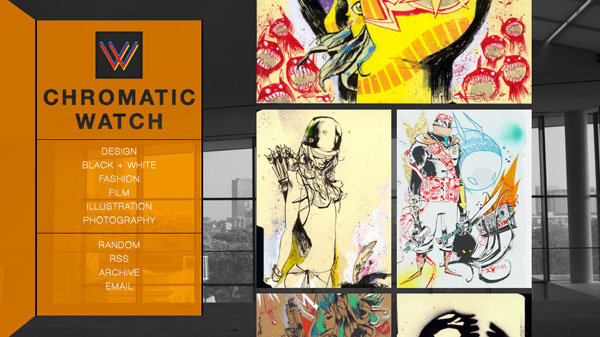 CHROMATIC
WATCH
DESIGN
BLACK + WHITE
FASHION
FILM
ILLUSTRATION
PHOTOGRAPHY
RANDOM
RSS
ARCHIVE
EMAIL